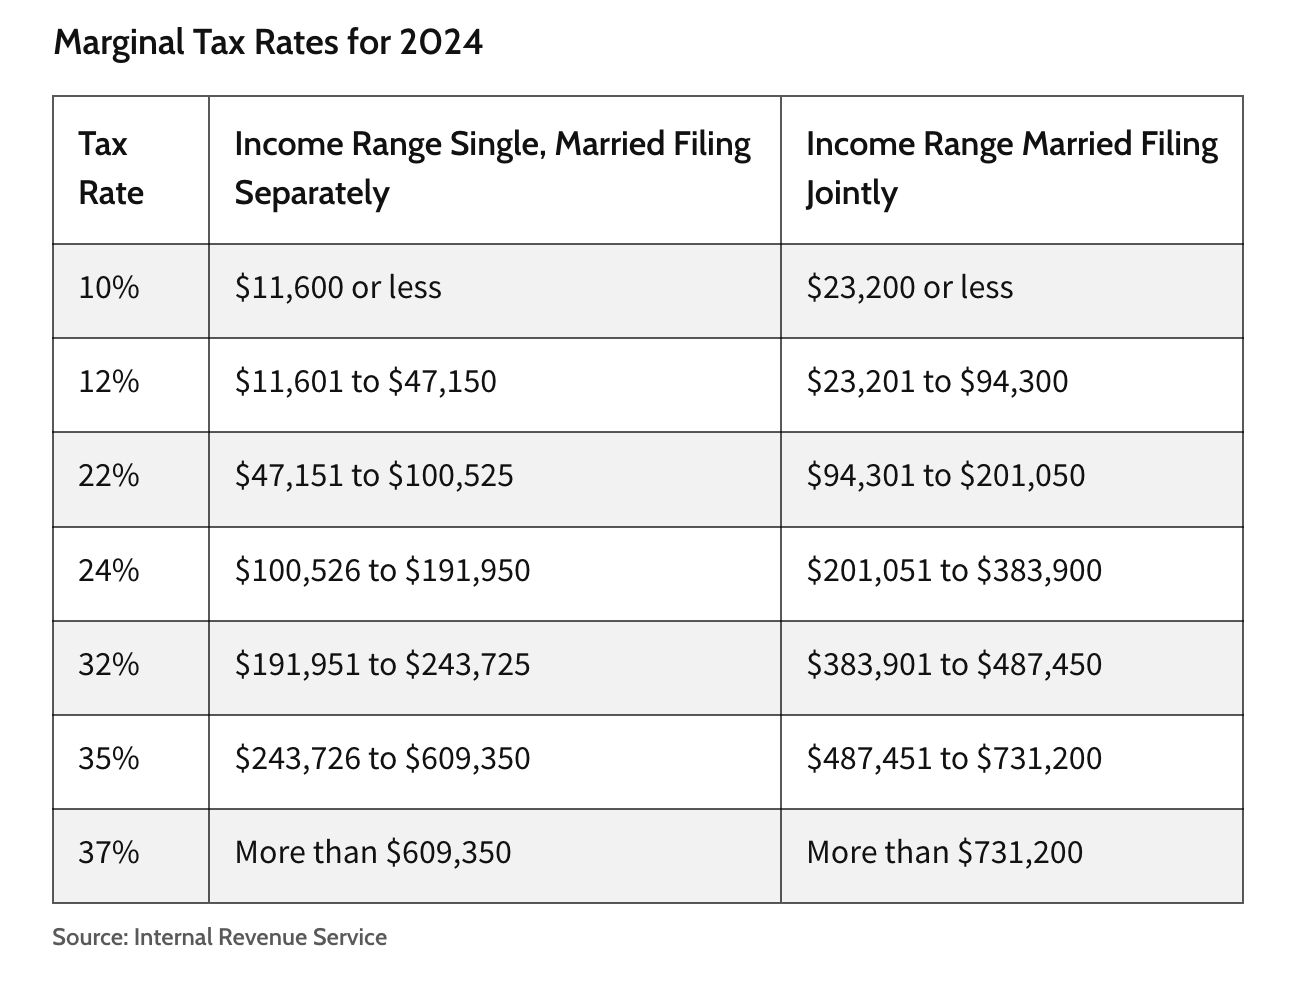 Marginal Tax Rates for 2024
Tax Rate
Income Range Single, Married Filing Separately
Income Range Married Filing Jointly
10%
$11,600 or less
$23,200 or less
12%
$11,601 to $47,150
$23,201 to $94,300
22%
$47,151 to $100,525
$94,301 to $201,050
24%
$100,526 to $191,950
$201,051 to $383,900
32%
$191,951 to $243,725
$383,901 to $487,450
35%
$243,726 to $609,350
$487,451 to $731,200
37%
More than $609,350
More than $731,200
Source: Internal Revenue Service